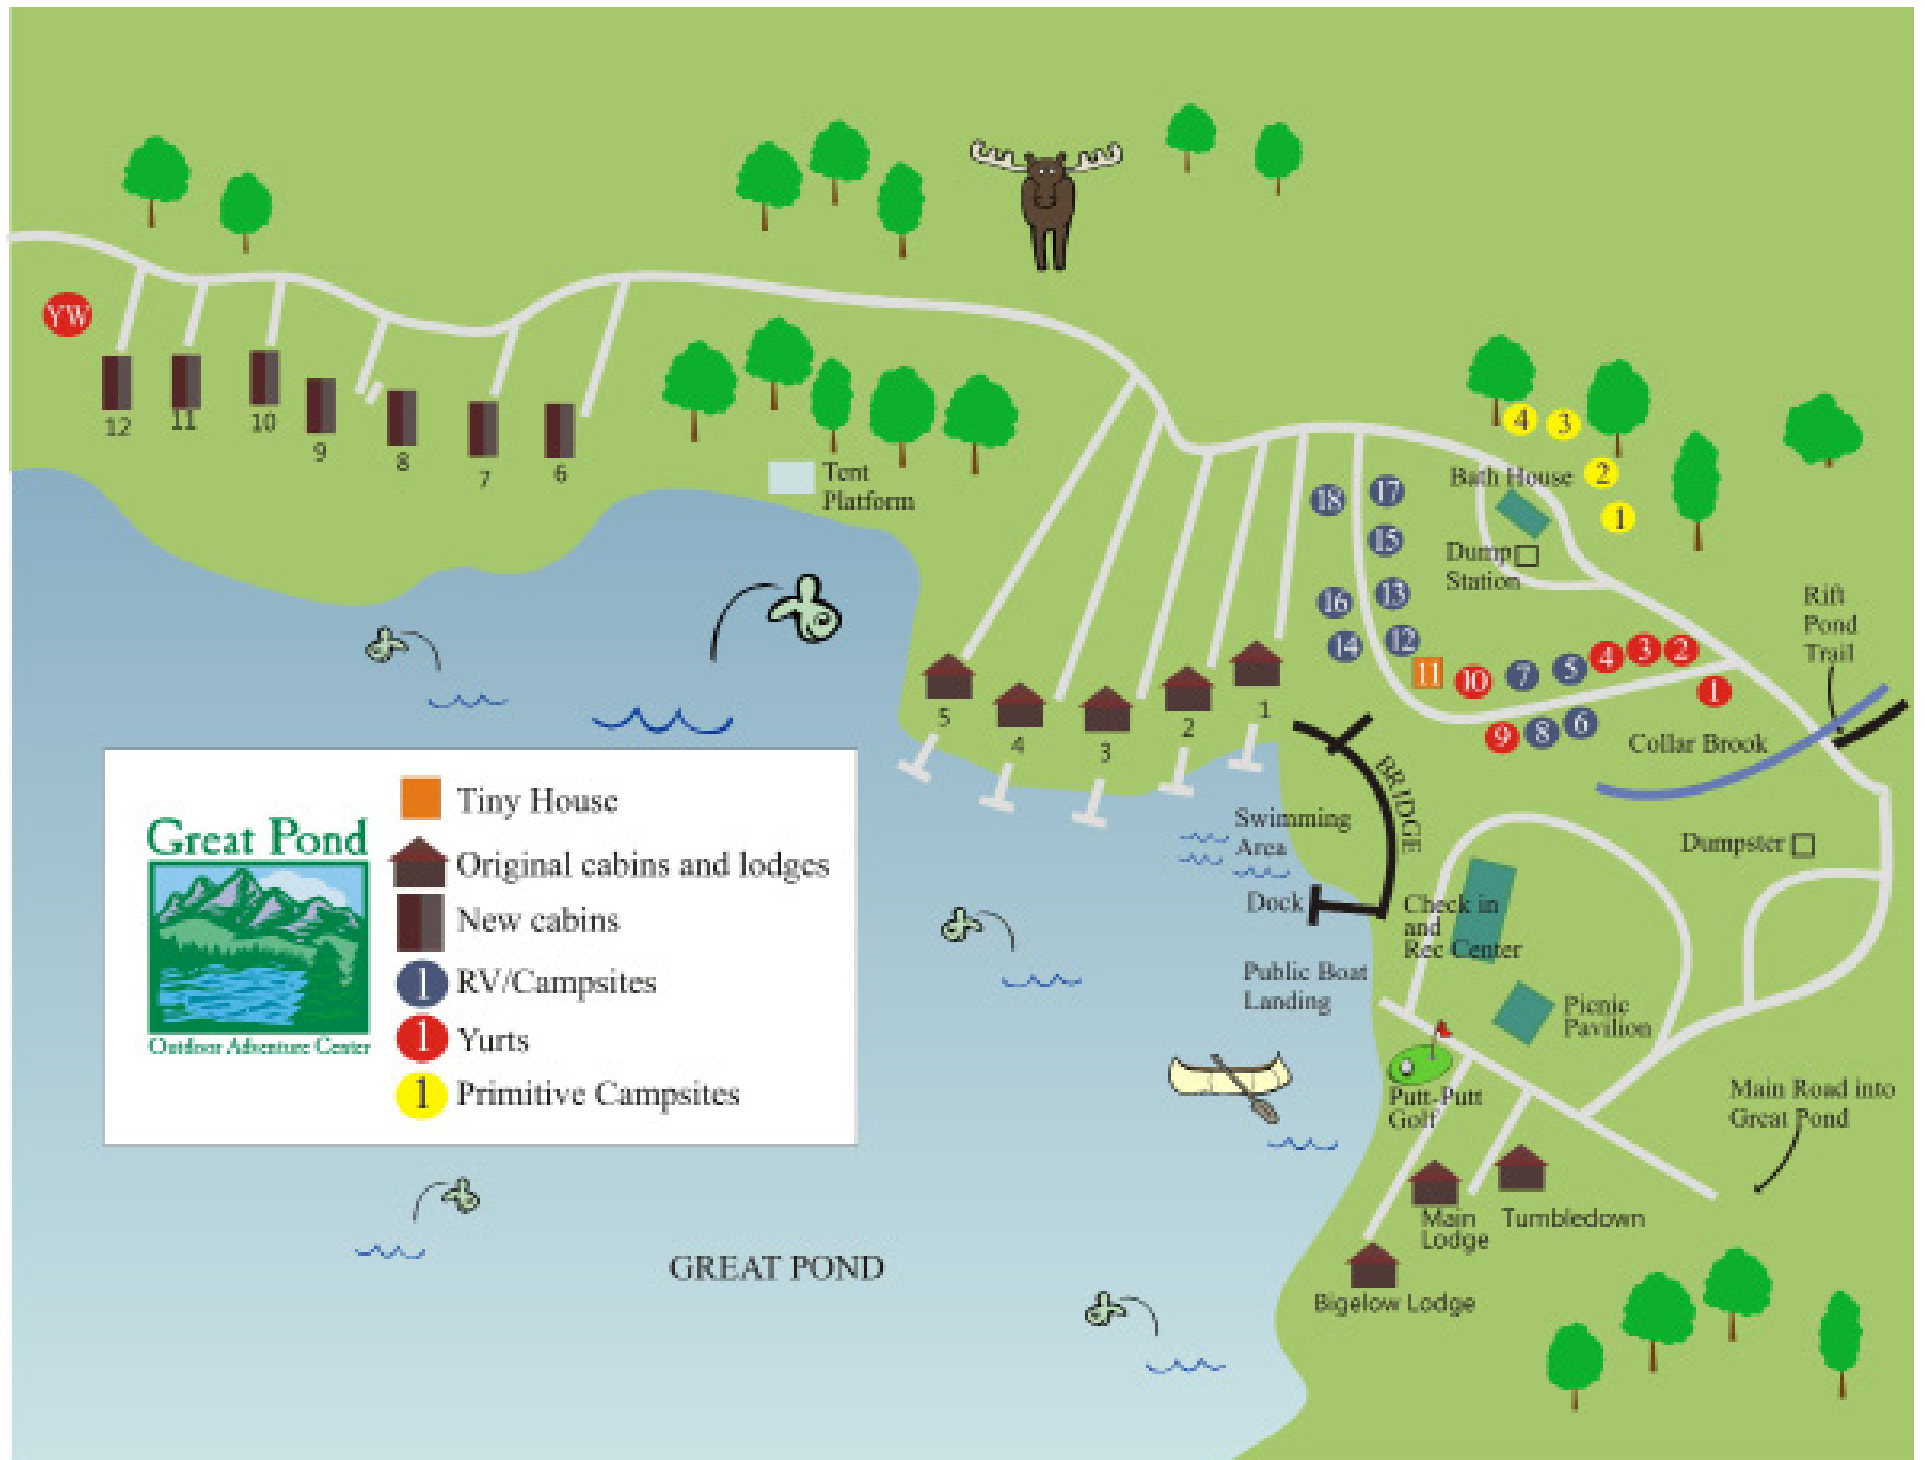 YW
12
11
10
9
8
7
6
Tent
Platform
4
3
2
1
Bath House
Dump
Station
18
17
15
16
13
14
12
11
10
7
5
4
3
2
1
9
8
6
Rift
Pond
Trail
Collar Brook
5
4
3
2
1
BRIDGE
Swimming
Area
Dock
Dumpster
Check in
and
Rec Center
Public Boat
Landing
Picnic
Pavilion
Putt-Putt
Golf
Main Road into
Great Pond
Main
Lodge
Tumbledown
Bigelow Lodge
Great Pond
Outdoor Adventure Center
Tiny House
Original cabins and lodges
New cabins
1 RV/Campsites
1 Yurts
1 Primitive Campsites
GREAT POND